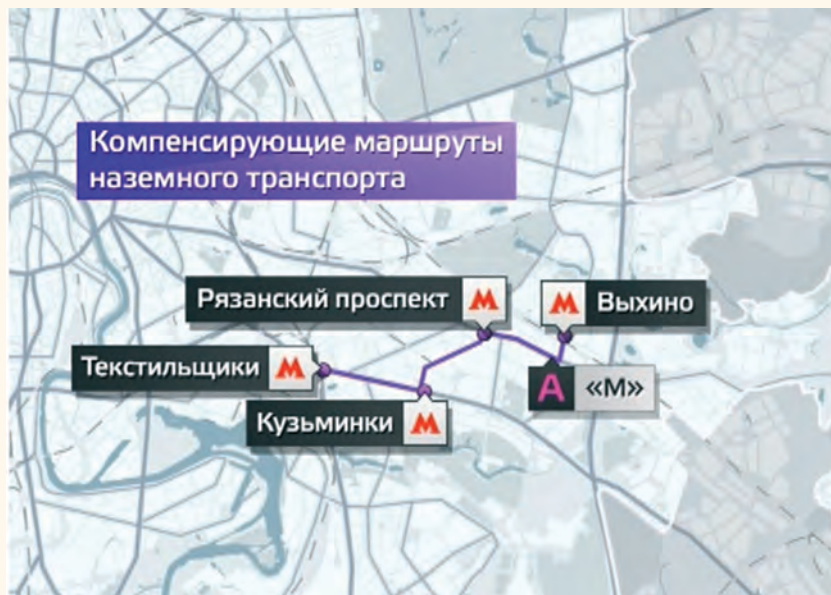 Компенсирующие маршруты
наземного транспорта
Рязанский проспект М
М Выхино
Текстильщики М
А «М»
Кузьминки М